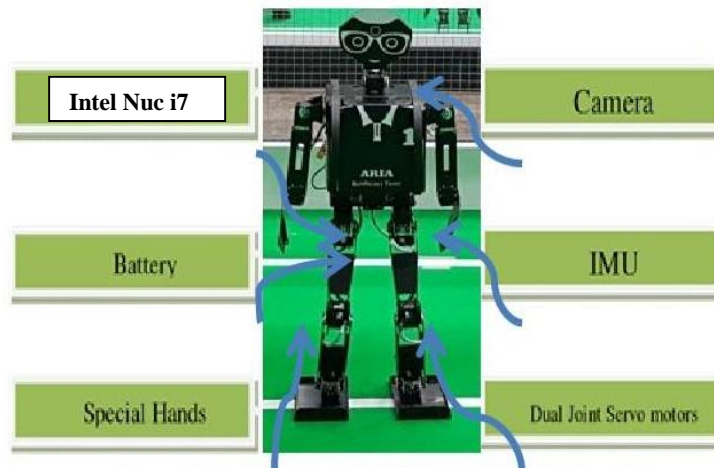 Intel Nuc i7
Camera
1
ARIA
Battery
IMU
Special Hands
Dual Joint Servo motors